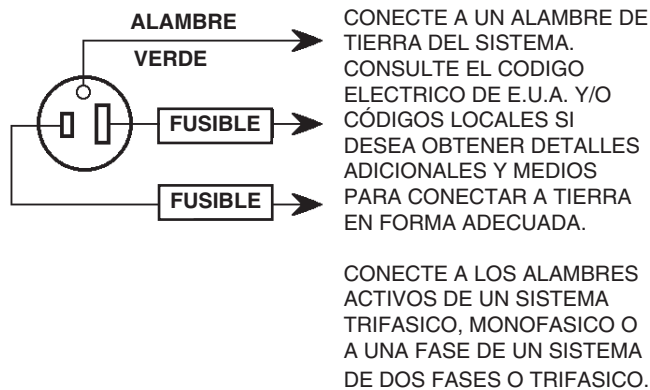 ALAMBRE
VERDE
FUSIBLE
FUSIBLE
CONECTE A UN ALAMBRE DE
TIERRA DEL SISTEMA.
CONSULTE EL CODIGO
ELECTRICO DE E.U.A. Y/O
CÓDIGOS LOCALES SI
DESEA OBTENER DETALLES
ADICIONALES Y MEDIOS
PARA CONECTAR A TIERRA
EN FORMA ADECUADA.
CONECTE A LOS ALAMBRES
ACTIVOS DE UN SISTEMA
TRIFASICO, MONOFASICO O
A UNA FASE DE UN SISTEMA
DE DOS FASES O TRIFASICO.